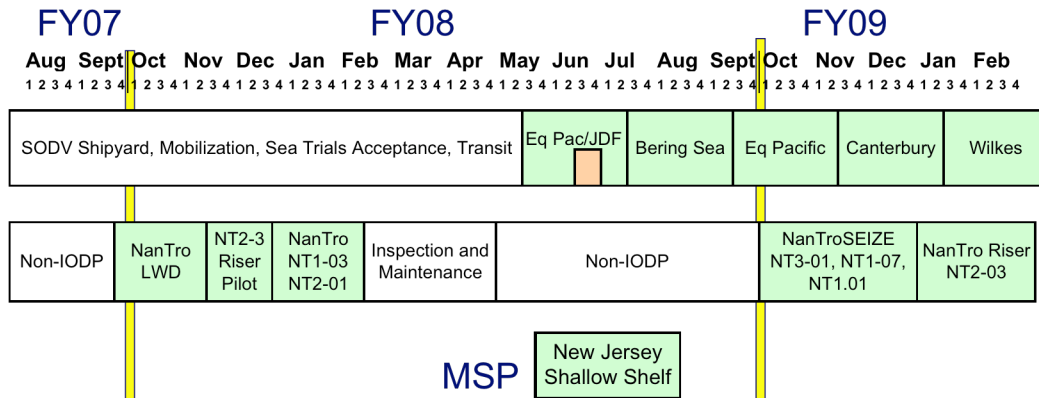 FY07 FY08 FY09
Aug Sept Oct Nov Dec Jan Feb Mar Apr May Jun Jul Aug Sept Oct Nov Dec Jan Feb
1 2 3 4 1 2 3 4 1 2 3 4 1 2 3 4 1 2 3 4 1 2 3 4 1 2 3 4 1 2 3 4 1 2 3 4 1 2 3 4 1 2 3 4 1 2 3 4 1 2 3 4 1 2 3 4 1 2 3 4 1 2 3 4 1 2 3 4 1 2 3 4 1 2 3 4
SODV Shipyard, Mobilization, Sea Trials Acceptance, Transit
Eq Pac/JDF
Bering Sea
Eq Pacific
Canterbury
Wilkes
Non-IODP
NanTro
LWD
NT2-3
Riser
Pilot
NanTro
NT1-03
NT2-01
Inspection and
Maintenance
Non-IODP
NanTroSEIZE
NT3-01, NT1-07,
NT1.01
NanTro Riser
NT2-03
MSP
New Jersey
Shallow Shelf